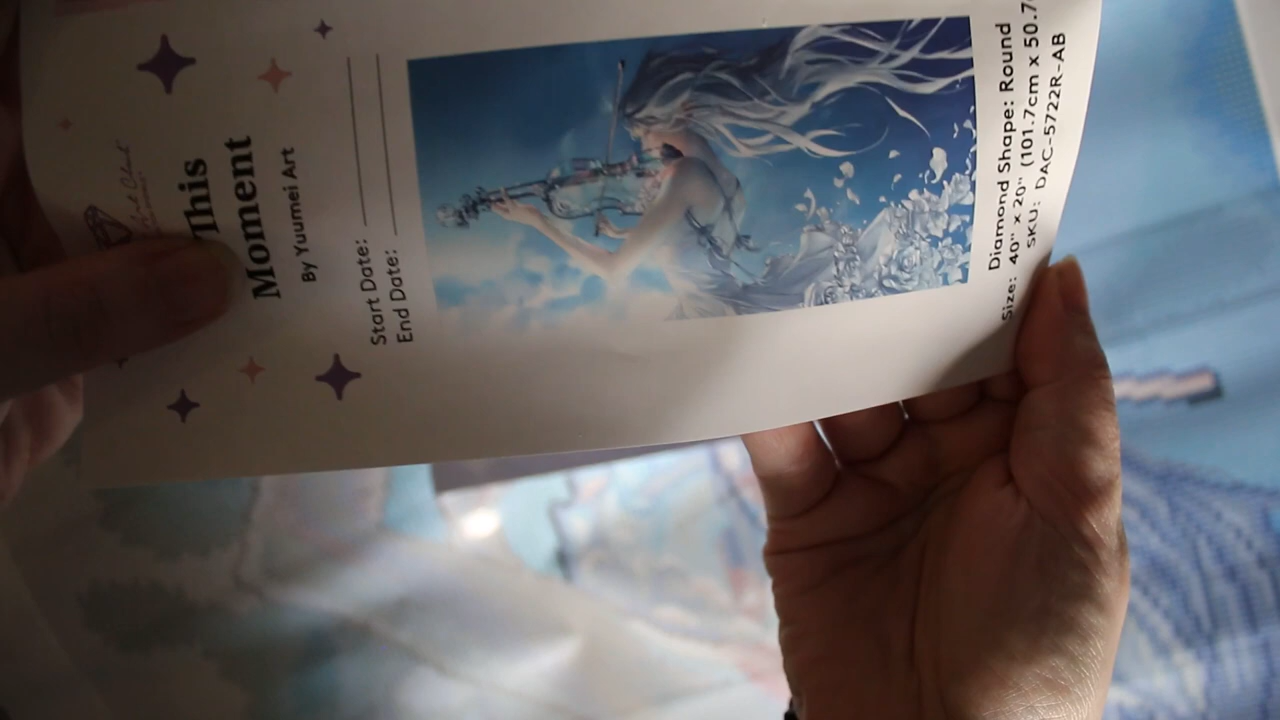 This
Moment
By Yuumei Art
Start Date:
End Date:
Diamond Shape: Round
Size: 40" x 20" (101.7cm x 50.7
SKU: DAC-5722R-AB